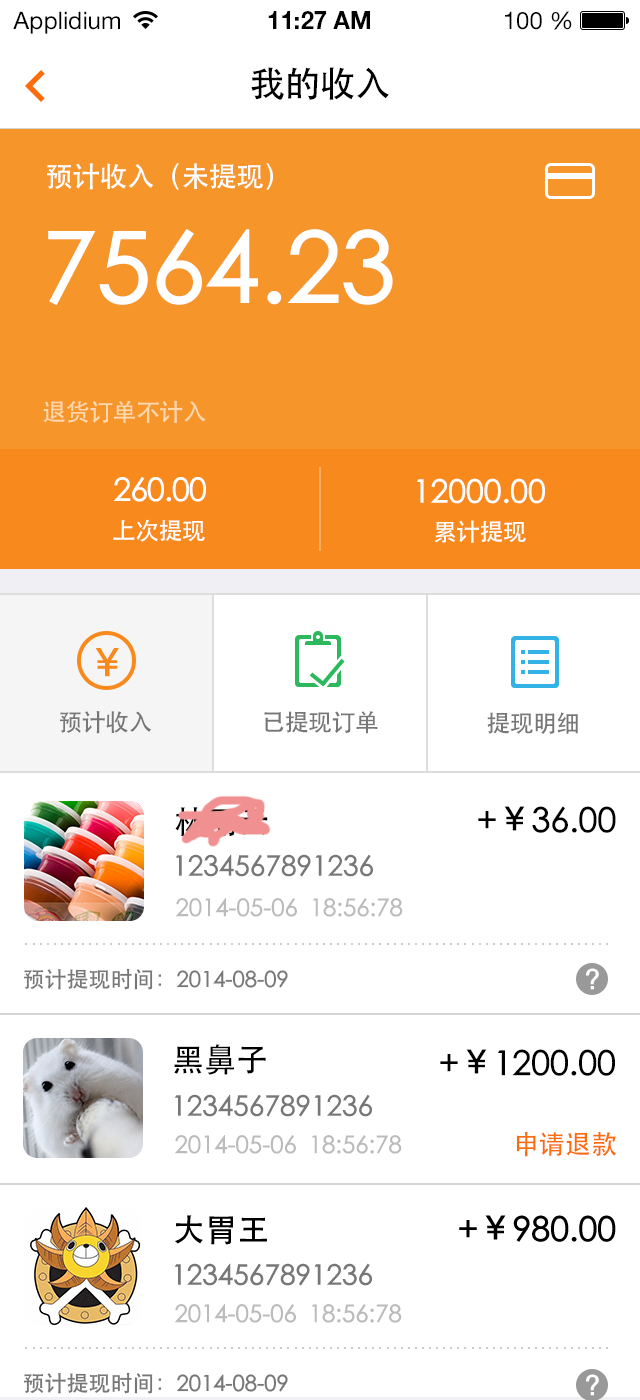 Applidium 11:27 AM 100 %
我的收入
预计收入（未提现）
7564.23
退货订单不计入
260.00 12000.00
上次提现 累计提现
¥
预计收入 已提现订单 提现明细
+¥36.00
1234567891236
2014-05-06 18:56:78
预计提现时间：2014-08-09 ?
黑鼻子 +¥1200.00
1234567891236
2014-05-06 18:56:78 申请退款
大胃王 +¥980.00
1234567891236
2014-05-06 18:56:78
预计提现时间：2014-08-09 ?